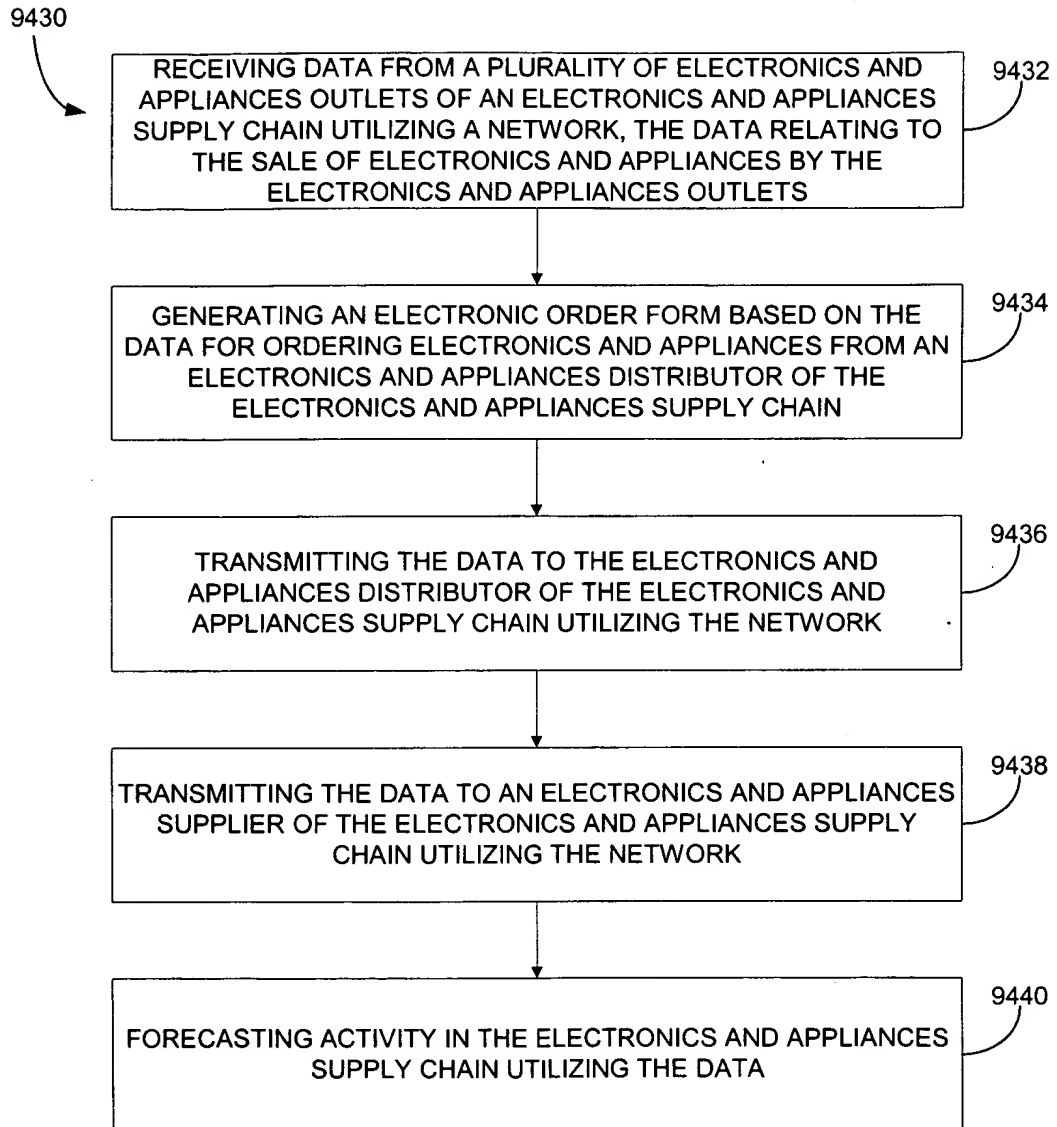 9430
RECEIVING DATA FROM A PLURALITY OF ELECTRONICS AND
APPLIANCES OUTLETS OF AN ELECTRONICS AND APPLIANCES
SUPPLY CHAIN UTILIZING A NETWORK, THE DATA RELATING TO
THE SALE OF ELECTRONICS AND APPLIANCES BY THE
ELECTRONICS AND APPLIANCES OUTLETS
9432
GENERATING AN ELECTRONIC ORDER FORM BASED ON THE
DATA FOR ORDERING ELECTRONICS AND APPLIANCES FROM AN
ELECTRONICS AND APPLIANCES DISTRIBUTOR OF THE
ELECTRONICS AND APPLIANCES SUPPLY CHAIN
9434
TRANSMITTING THE DATA TO THE ELECTRONICS AND
APPLIANCES DISTRIBUTOR OF THE ELECTRONICS AND
APPLIANCES SUPPLY CHAIN UTILIZING THE NETWORK
9436
TRANSMITTING THE DATA TO AN ELECTRONICS AND APPLIANCES
SUPPLIER OF THE ELECTRONICS AND APPLIANCES SUPPLY
CHAIN UTILIZING THE NETWORK
9438
FORECASTING ACTIVITY IN THE ELECTRONICS AND APPLIANCES
SUPPLY CHAIN UTILIZING THE DATA
9440